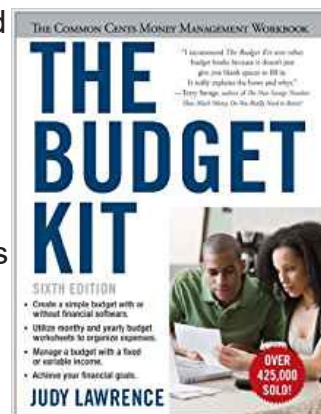 d
THE COMMON CENTS MONEY MANAGEMENT WORKBOOK
"I recommend The Budget Kit over other
budget books because it doesn't just
give you blank spaces to fill in.
It really explains the hows and whys."
—Terry Savage, author of The New Savage Number:
How Much Money Do You Really Need to Retire?
THE
BUDGET
KIT
s
SIXTH EDITION
• Create a simple budget with or
without financial software.
• Utilize monthly and yearly budget
worksheets to organize expenses.
• Manage a budget with a fixed
or variable income.
• Achieve your financial goals.
OVER
425,000
SOLD!
JUDY LAWRENCE